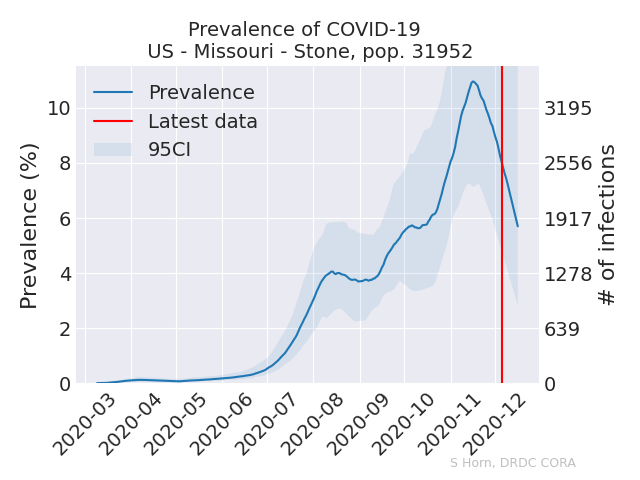 Prevalence of COVID-19
US - Missouri - Stone, pop. 31952
Prevalence
Latest data
95CI
Prevalence (%)
10
8
6
4
2
0
3195
2556
1917
1278
639
0
# of infections
2020-03
2020-04
2020-05
2020-06
2020-07
2020-08
2020-09
2020-10
2020-11
2020-12
S Horn, DRDC CORA